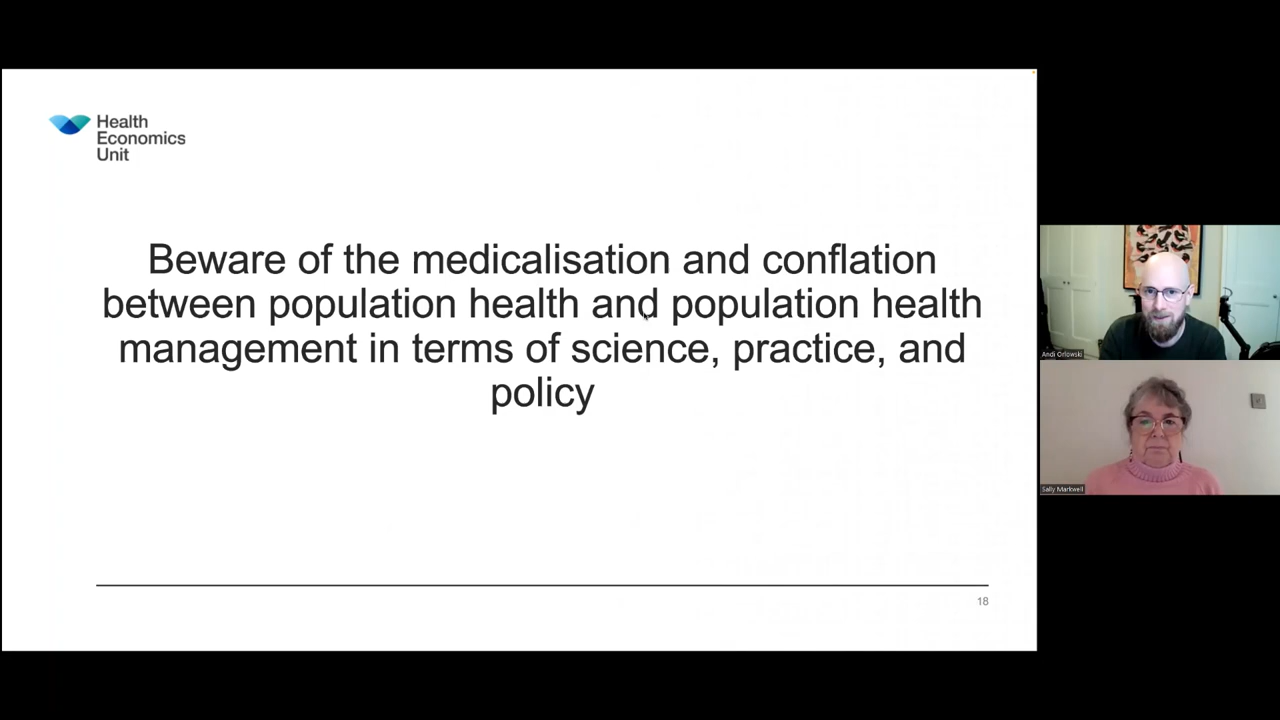 Health
Economics
Unit
Beware of the medicalisation and conflation
between population health and population health
management in terms of science, practice, and
policy
18
Andi Orlowski
Sally Markwell